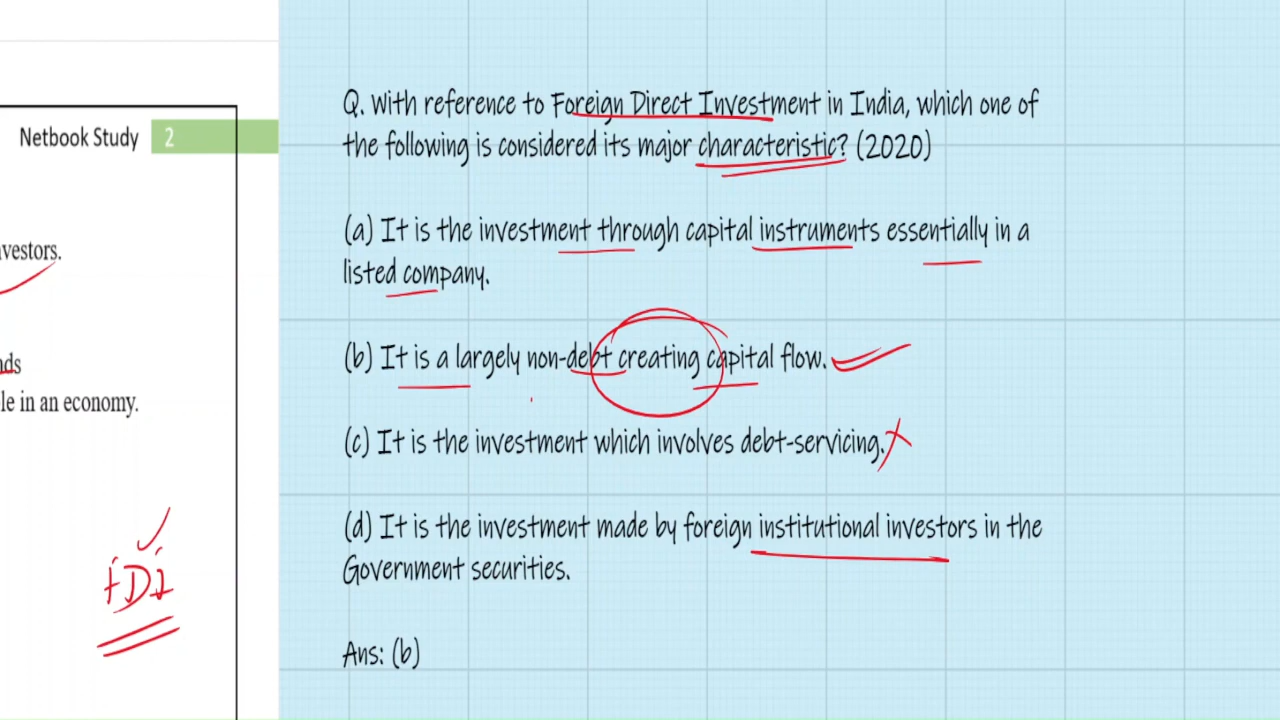 Netbook Study 2
nvestors.
nds
le in an economy.
FDI
Q. With reference to Foreign Direct Investment in India, which one of
the following is considered its major characteristic? (2020)
(a) It is the investment through capital instruments essentially in a
listed company.
(b) It is a largely non-debt creating capital flow.
(c) It is the investment which involves debt-servicing.
(d) It is the investment made by foreign institutional investors in the
Government securities.
Ans: (b)